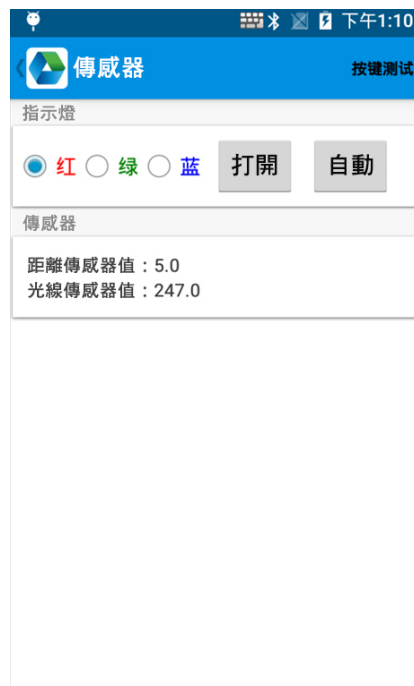 下午1:10
傳感器
按键测试
指示燈
红 绿 蓝 打開 自動
傳感器
距離傳感器值：5.0
光線傳感器值：247.0